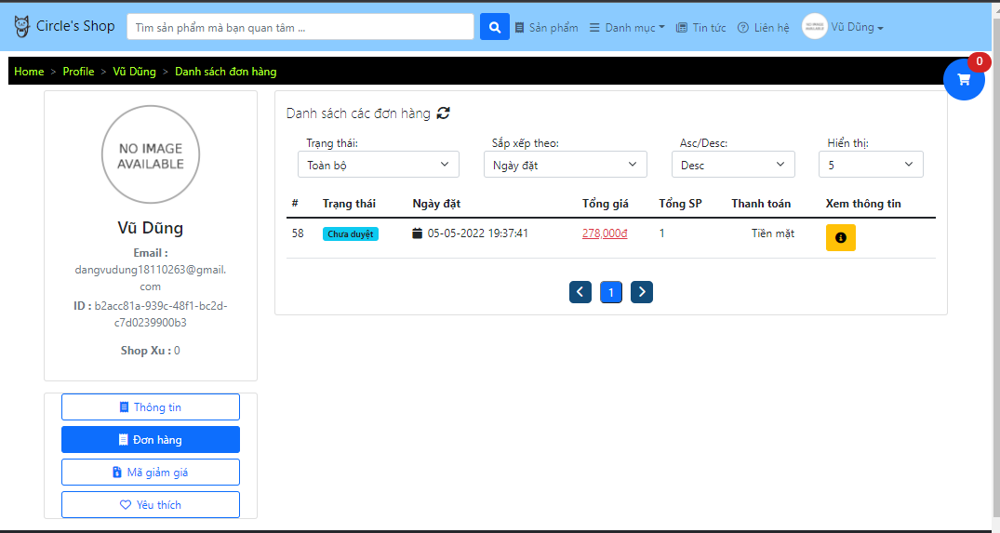 Circle's Shop Tìm sản phẩm mà bạn quan tâm ... Sản phẩm Danh mục Tin tức Liên hệ Vũ Dũng
0
Home > Profile > Vũ Dũng > Danh sách đơn hàng
NO IMAGE
AVAILABLE
Vũ Dũng
Email :
dangvudung18110263@gmail.
com
ID : b2acc81a-939c-48f1-bc2d-
c7d0239900b3
Shop Xu : 0
Thông tin
Đơn hàng
Mã giảm giá
Yêu thích
Danh sách các đơn hàng
Trạng thái: Sắp xếp theo: Asc/Desc: Hiển thị:
Toàn bộ Ngày đặt Desc 5
# Trạng thái Ngày đặt Tổng giá Tổng SP Thanh toán Xem thông tin
58 Chưa duyệt 05-05-2022 19:37:41 278,000đ 1 Tiền mặt
1